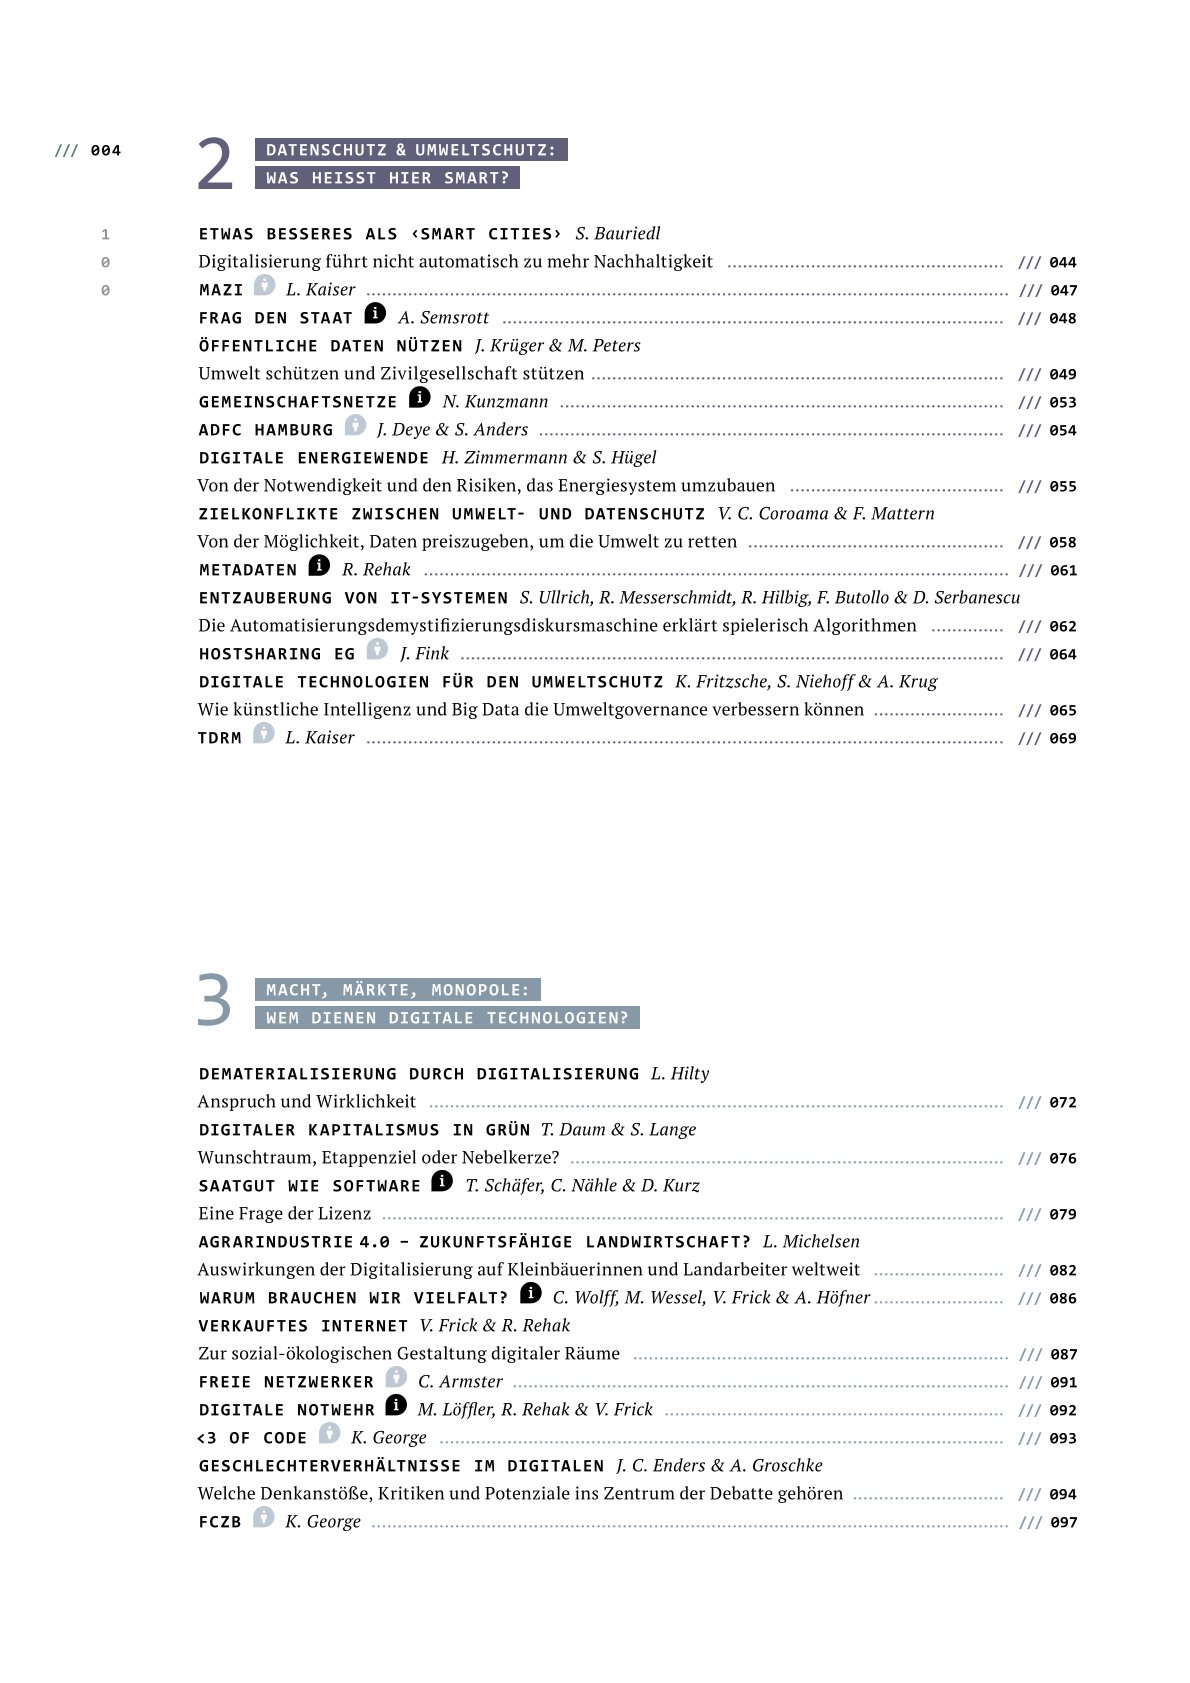 /// 004
2 DATENSCHUTZ & UMWELTSCHUTZ:
WAS HEISST HIER SMART?
1
0
0
ETWAS BESSERES ALS ‹SMART CITIES› S. Bauriedl
Digitalisierung führt nicht automatisch zu mehr Nachhaltigkeit /// 044
MAZI L. Kaiser /// 047
FRAG DEN STAAT i A. Semsrott /// 048
ÖFFENTLICHE DATEN NÜTZEN J. Krüger & M. Peters
Umwelt schützen und Zivilgesellschaft stützen /// 049
GEMEINSCHAFTSNETZE i N. Kunzmann /// 053
ADFC HAMBURG J. Deye & S. Anders /// 054
DIGITALE ENERGIEWENDE H. Zimmermann & S. Hügel
Von der Notwendigkeit und den Risiken, das Energiesystem umzubauen /// 055
ZIELKONFLIKTE ZWISCHEN UMWELT- UND DATENSCHUTZ V. C. Coroama & F. Mattern
Von der Möglichkeit, Daten preiszugeben, um die Umwelt zu retten /// 058
METADATEN i R. Rehak /// 061
ENTZAUBERUNG VON IT-SYSTEMEN S. Ullrich, R. Messerschmidt, R. Hilbig, F. Butollo & D. Serbanescu
Die Automatisierungsdemystifizierungsdiskursmaschine erklärt spielerisch Algorithmen /// 062
HOSTSHARING EG J. Fink /// 064
DIGITALE TECHNOLOGIEN FÜR DEN UMWELTSCHUTZ K. Fritzsche, S. Niehoff & A. Krug
Wie künstliche Intelligenz und Big Data die Umweltgovernance verbessern können /// 065
TDRM L. Kaiser /// 069
3 MACHT, MÄRKTE, MONOPOLE:
WEM DIENEN DIGITALE TECHNOLOGIEN?
DEMATERIALISIERUNG DURCH DIGITALISIERUNG L. Hilty
Anspruch und Wirklichkeit /// 072
DIGITALER KAPITALISMUS IN GRÜN T. Daum & S. Lange
Wunschtraum, Etappenziel oder Nebelkerze? /// 076
SAATGUT WIE SOFTWARE i T. Schäfer, C. Nähle & D. Kurz
Eine Frage der Lizenz /// 079
AGRARINDUSTRIE 4.0 – ZUKUNFTSFÄHIGE LANDWIRTSCHAFT? L. Michelsen
Auswirkungen der Digitalisierung auf Kleinbäuerinnen und Landarbeiter weltweit /// 082
WARUM BRAUCHEN WIR VIELFALT? i C. Wolff, M. Wessel, V. Frick & A. Höfner /// 086
VERKAUFTES INTERNET V. Frick & R. Rehak
Zur sozial-ökologischen Gestaltung digitaler Räume /// 087
FREIE NETZWERKER C. Armster /// 091
DIGITALE NOTWEHR i M. Löffler, R. Rehak & V. Frick /// 092
<3 OF CODE K. George /// 093
GESCHLECHTERVERHÄLTNISSE IM DIGITALEN J. C. Enders & A. Groschke
Welche Denkanstöße, Kritiken und Potenziale ins Zentrum der Debatte gehören /// 094
FCZB K. George /// 097